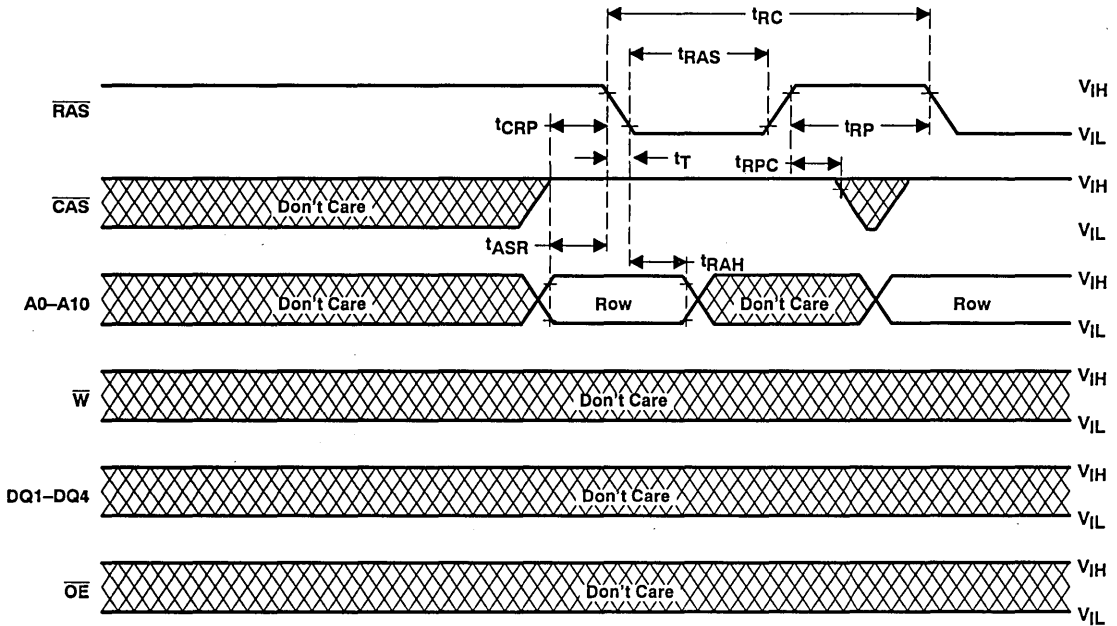 tRC
tRAS
RAS
VIH
VIL
tCRP
tRP
tT
tRPC
CAS
Don't Care
VIH
VIL
tASR
tRAH
A0–A10
Don't Care
Row
Don't Care
Row
VIH
VIL
W
Don't Care
VIH
VIL
DQ1–DQ4
Don't Care
VIH
VIL
OE
Don't Care
VIH
VIL